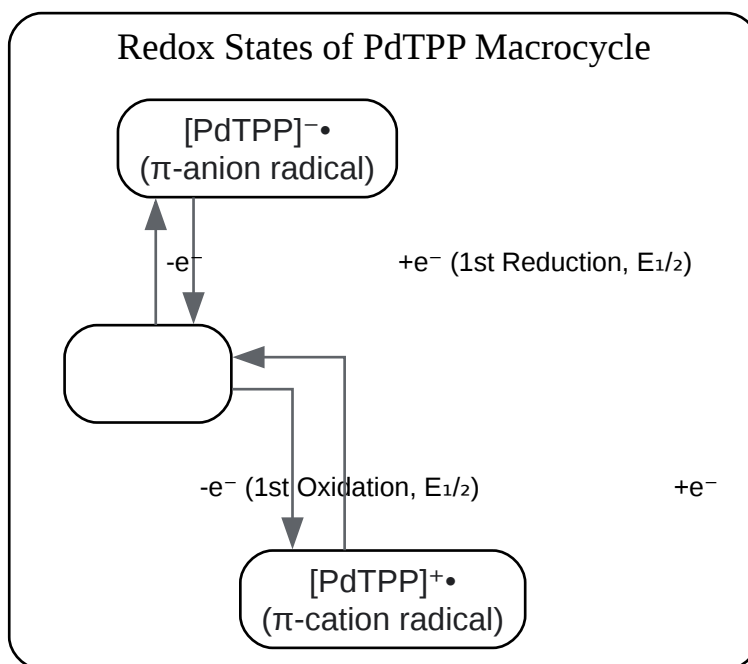 Redox States of PdTPP Macrocycle
[PdTPP]⁻•
(π-anion radical)
-e⁻
+e⁻ (1st Reduction, E₁/₂)
-e⁻ (1st Oxidation, E₁/₂)
+e⁻
[PdTPP]⁺•
(π-cation radical)